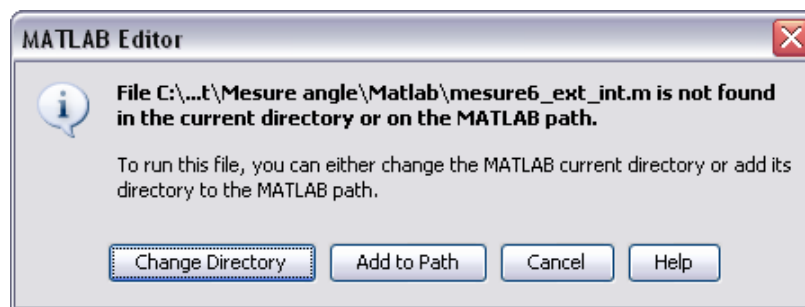 MATLAB Editor
File C:\...t\Mesure angle\Matlab\mesure6_ext_int.m is not found
in the current directory or on the MATLAB path.
To run this file, you can either change the MATLAB current directory or add its
directory to the MATLAB path.
Change Directory Add to Path Cancel Help